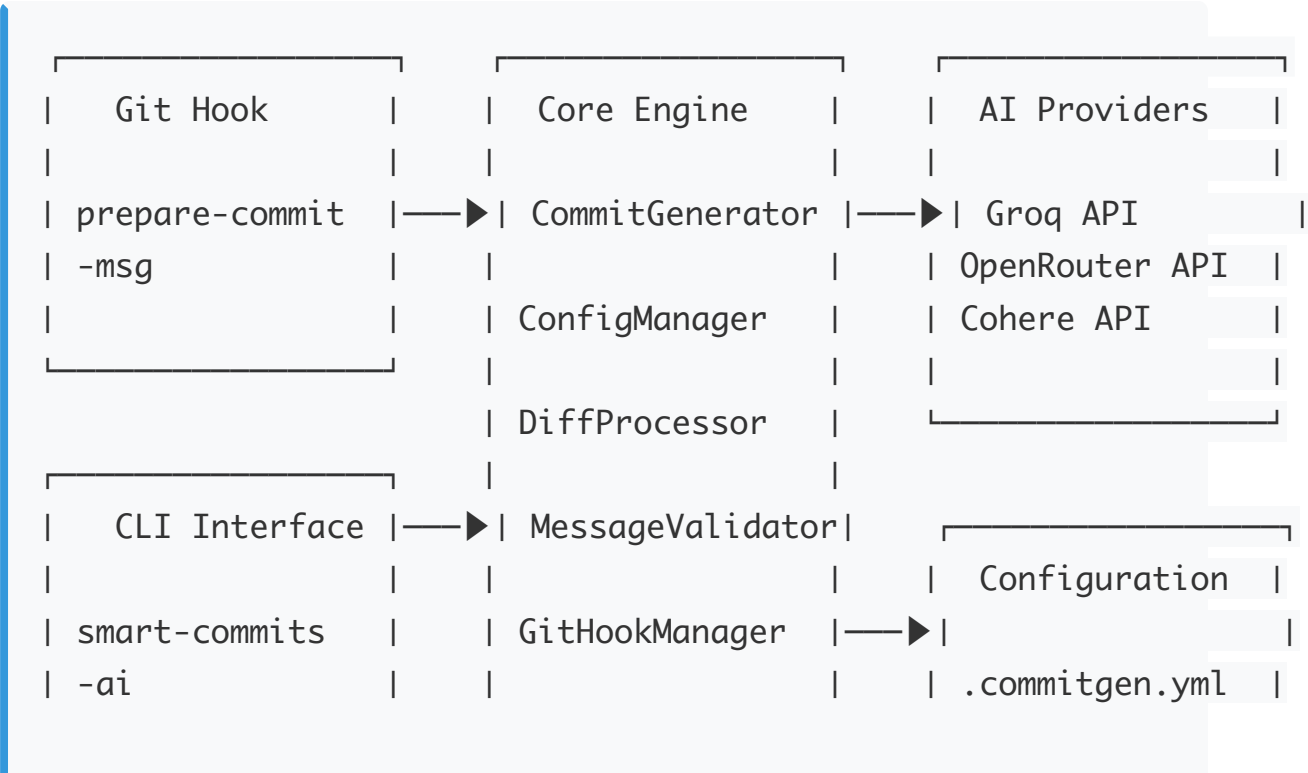 Git Hook Core Engine AI Providers
prepare-commit CommitGenerator Groq API
-msg OpenRouter API
ConfigManager Cohere API
DiffProcessor
CLI Interface MessageValidator
Configuration
smart-commits GitHookManager
-ai .commitgen.yml